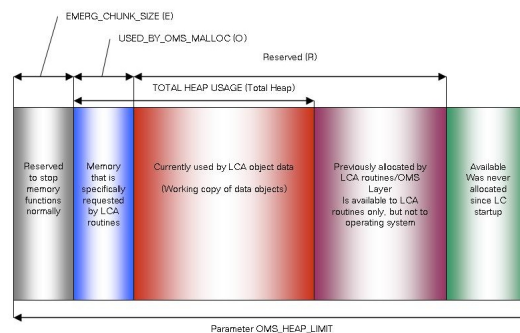 EMERG_CHUNK_SIZE (E)
USED_BY_OMS_MALLOC (O)
Reserved (R)
TOTAL HEAP USAGE (Total Heap)
Reserved
to stop
memory
functions
normally
Memory
that is
specifically
requested
by LCA
routines
Currently used by LCA object data
(Working copy of data objects)
Previously allocated by
LCA routines/OMS
Layer
Is available to LCA
routines only, but not to
operating system
Available
Was never
allocated
since LC
startup
Parameter OMS_HEAP_LIMIT